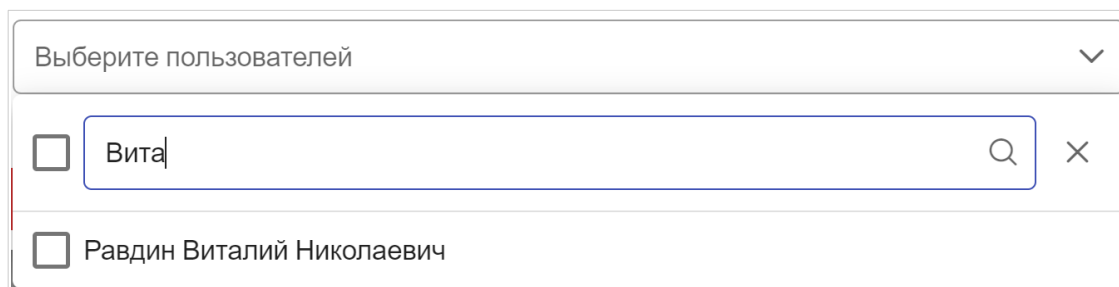 Выберите пользователей
Вита
Равдин Виталий Николаевич